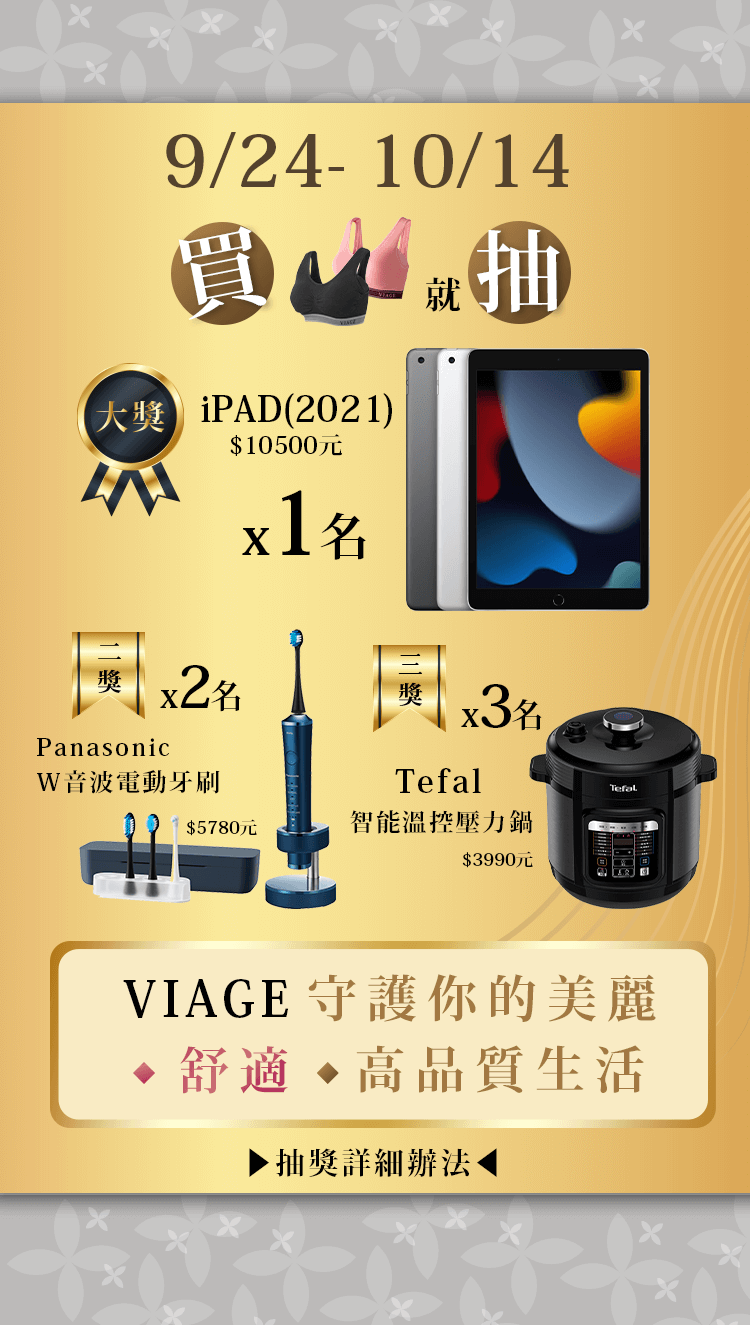 9/24- 10/14
買 就 抽
VIAGE
VIAGE
大獎
iPAD(2021)
$10500元
x1名
二獎
x2名
三獎
x3名
Panasonic
W音波電動牙刷
$5780元
Tefal
智能溫控壓力鍋
$3990元
Tefal
VIAGE 守護你的美麗
◆ 舒適 ◆ 高品質生活
▶抽獎詳細辦法◀